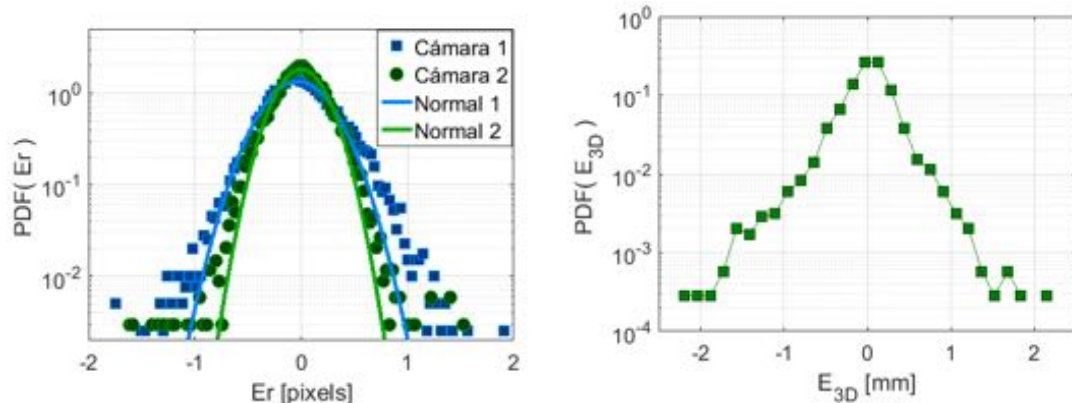 PDF( Er )
10^0
10^-1
10^-2
Cámara 1
Cámara 2
Normal 1
Normal 2
-2 -1 0 1 2
Er [pixels]
PDF( E_3D )
10^0
10^-1
10^-2
10^-3
10^-4
-2 -1 0 1 2
E_3D [mm]